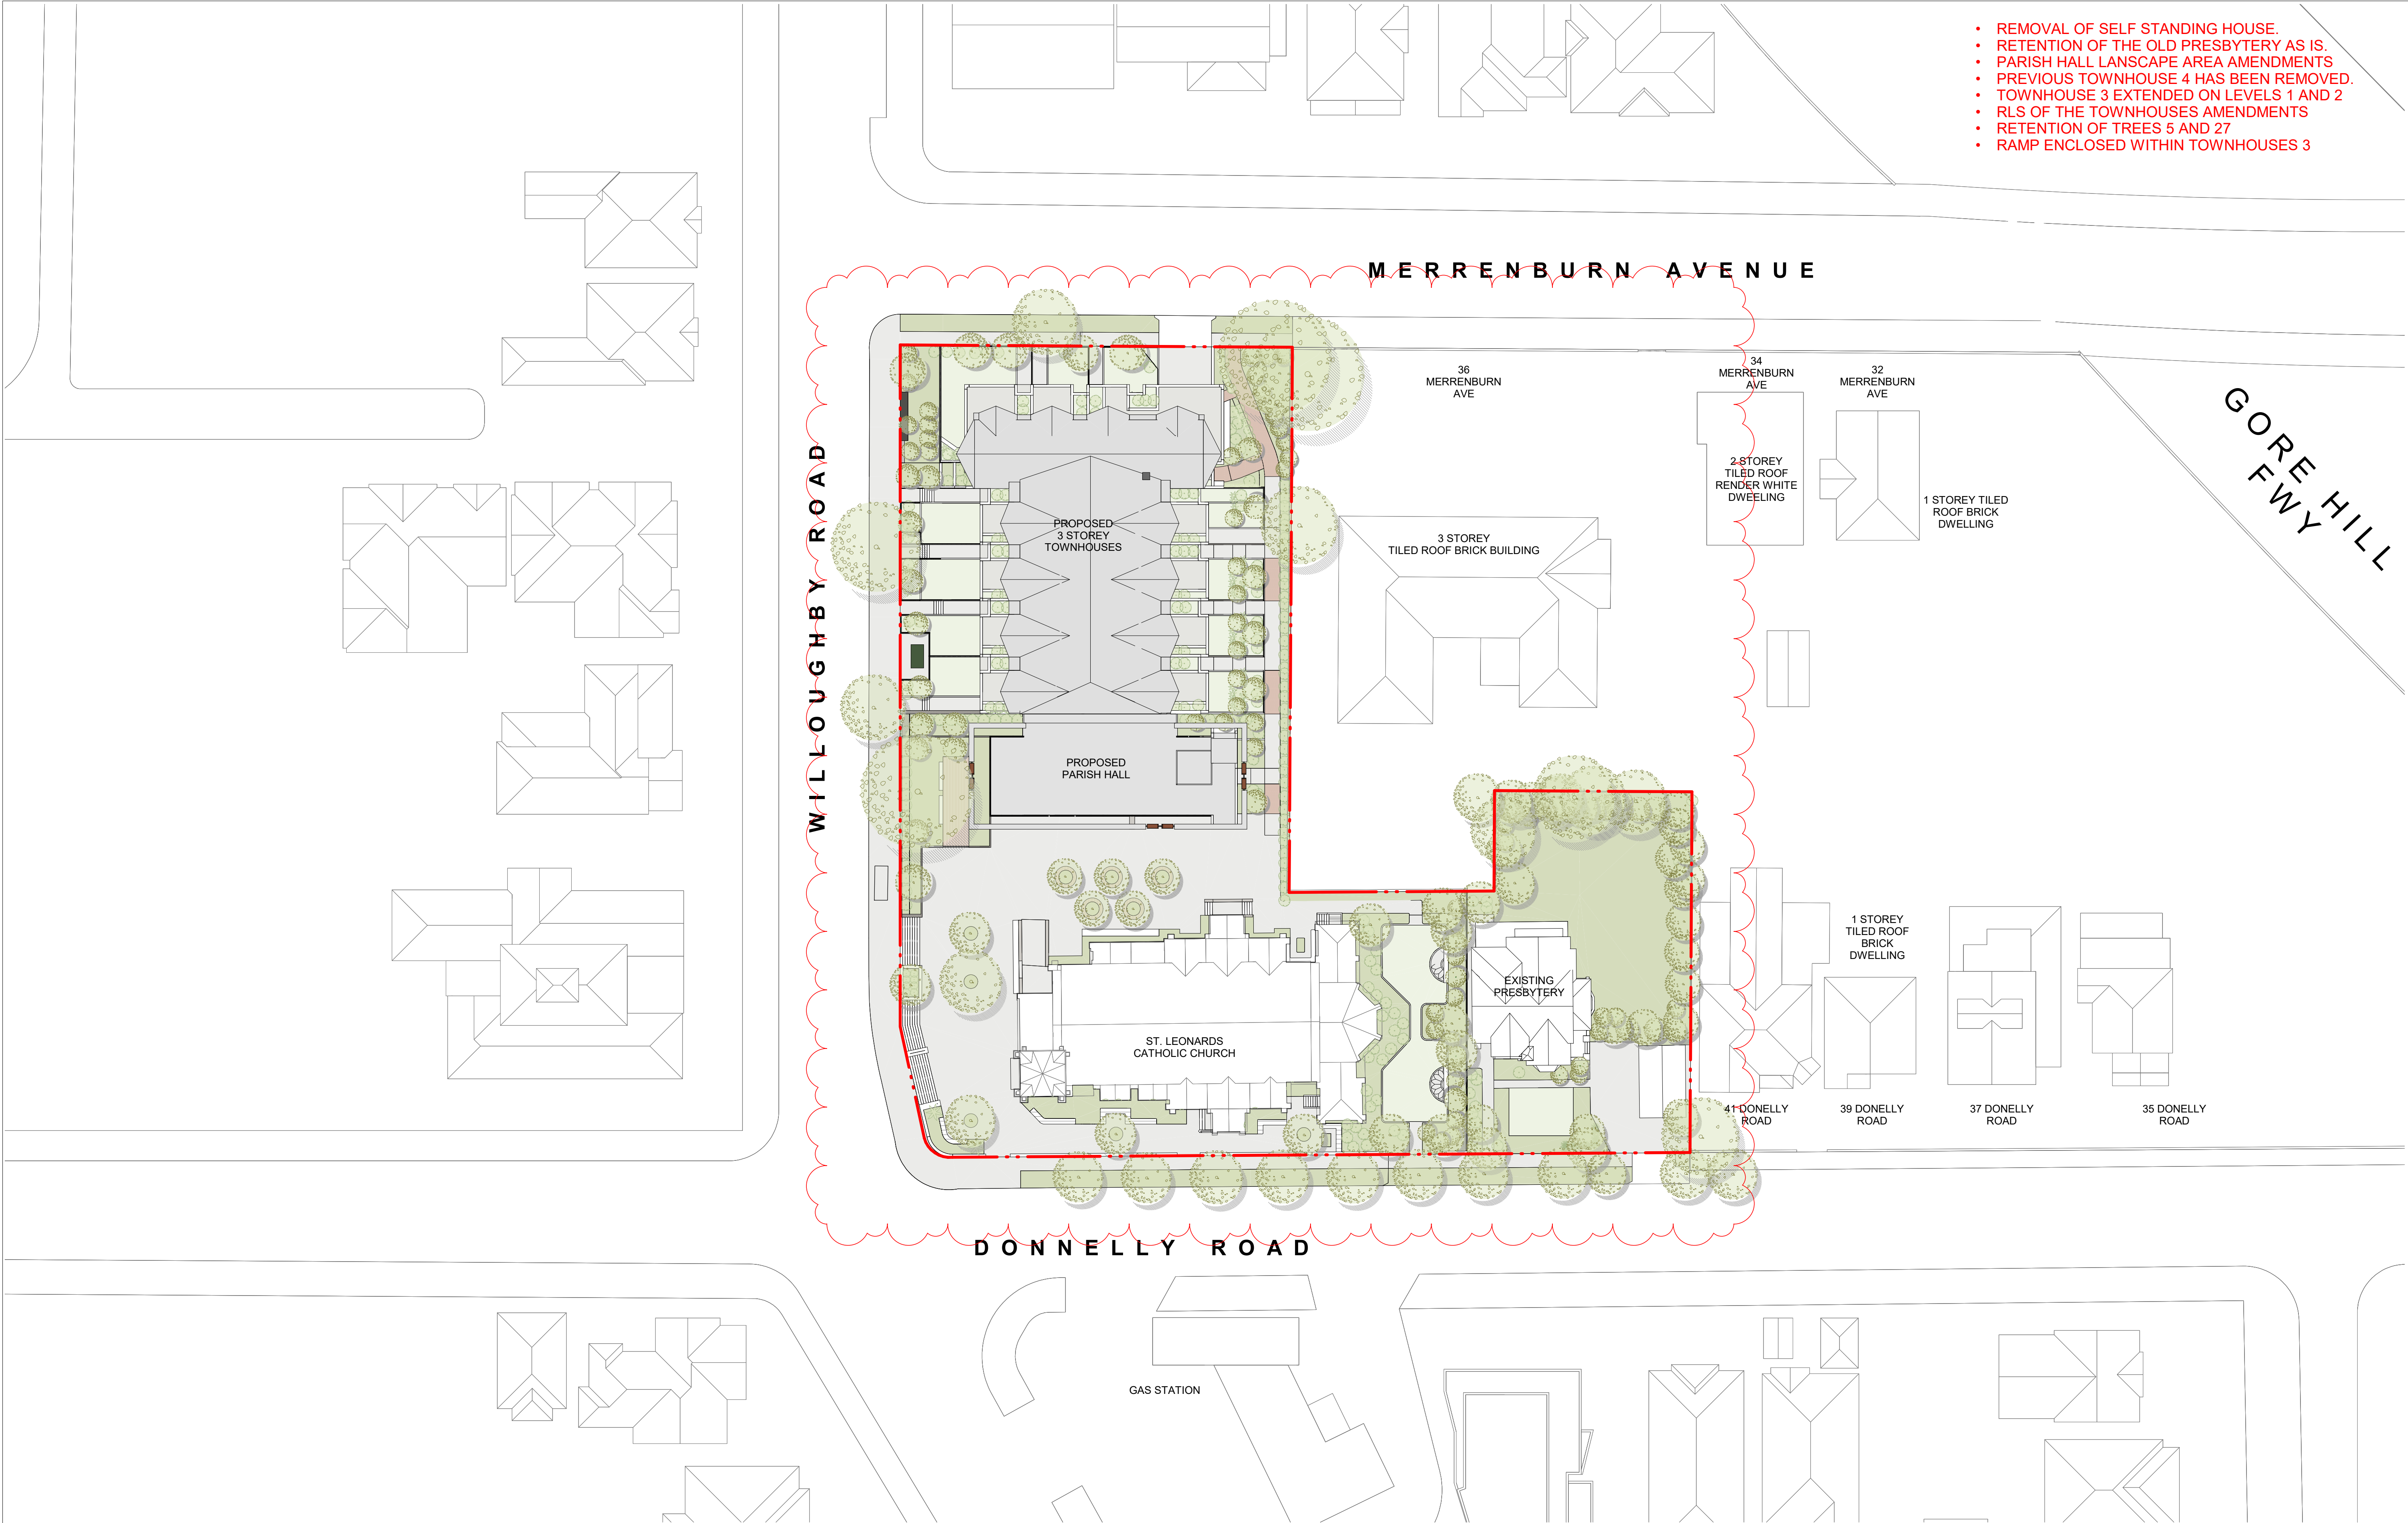 • REMOVAL OF SELF STANDING HOUSE.
• RETENTION OF THE OLD PRESBYTERY AS IS.
• PARISH HALL LANSCAPE AREA AMENDMENTS
• PREVIOUS TOWNHOUSE 4 HAS BEEN REMOVED.
• TOWNHOUSE 3 EXTENDED ON LEVELS 1 AND 2
• RLS OF THE TOWNHOUSES AMENDMENTS
• RETENTION OF TREES 5 AND 27
• RAMP ENCLOSED WITHIN TOWNHOUSES 3
MERRENBURN AVENUE
36
MERRENBURN
AVE
34
MERRENBURN
AVE
32
MERRENBURN
AVE
GORE HILL
FWY
WILLOUGHBY ROAD
2 STOREY
TILED ROOF
RENDER WHITE
DWEELING
1 STOREY TILED
ROOF BRICK
DWELLING
PROPOSED
3 STOREY
TOWNHOUSES
3 STOREY
TILED ROOF BRICK BUILDING
PROPOSED
PARISH HALL
1 STOREY
TILED ROOF
BRICK
DWELLING
EXISTING
PRESBYTERY
ST. LEONARDS
CATHOLIC CHURCH
41 DONELLY
ROAD
39 DONELLY
ROAD
37 DONELLY
ROAD
35 DONELLY
ROAD
DONNELLY ROAD
GAS STATION